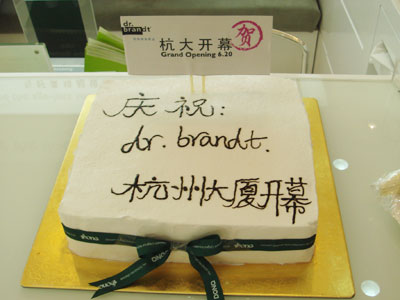 dr.
brandt
杭大开幕
贺
Grand Opening 6.20
庆祝:
dr. brandt.
杭州大厦开幕